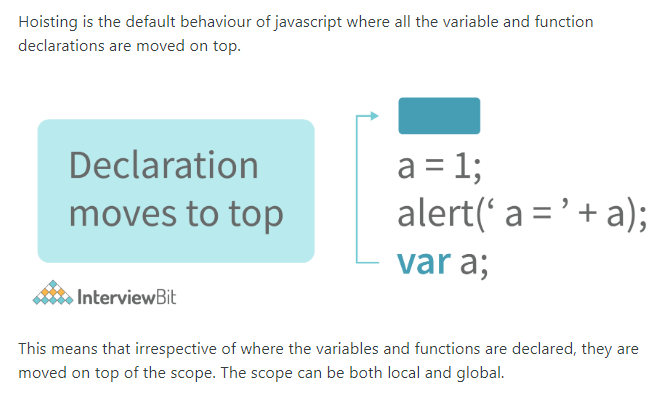 Hoisting is the default behaviour of javascript where all the variable and function
declarations are moved on top.
Declaration
moves to top
a = 1;
alert(‘ a = ’ + a);
var a;
InterviewBit
This means that irrespective of where the variables and functions are declared, they are
moved on top of the scope. The scope can be both local and global.